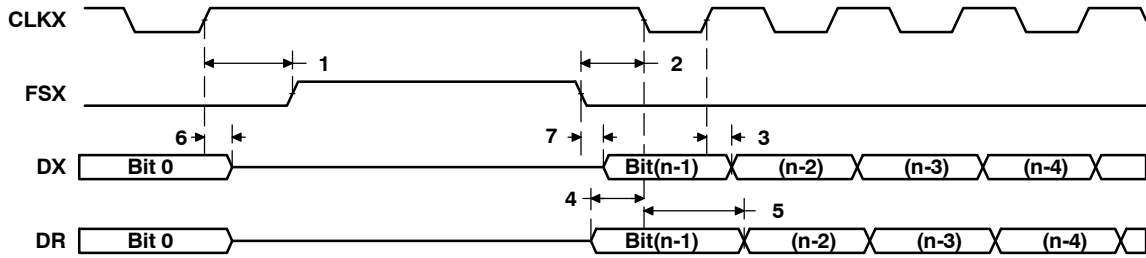 CLKX
1
2
FSX
6
7
3
DX
Bit 0
Bit(n-1)
(n-2)
(n-3)
(n-4)
4
5
DR
Bit 0
Bit(n-1)
(n-2)
(n-3)
(n-4)